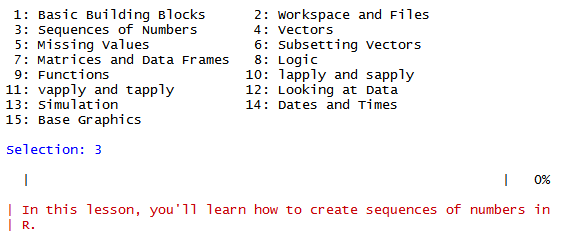 1: Basic Building Blocks 2: Workspace and Files
3: Sequences of Numbers 4: Vectors
5: Missing Values 6: Subsetting Vectors
7: Matrices and Data Frames 8: Logic
9: Functions 10: lapply and sapply
11: vapply and tapply 12: Looking at Data
13: Simulation 14: Dates and Times
15: Base Graphics
Selection: 3
| | 0%
| In this lesson, you'll learn how to create sequences of numbers in
| R.